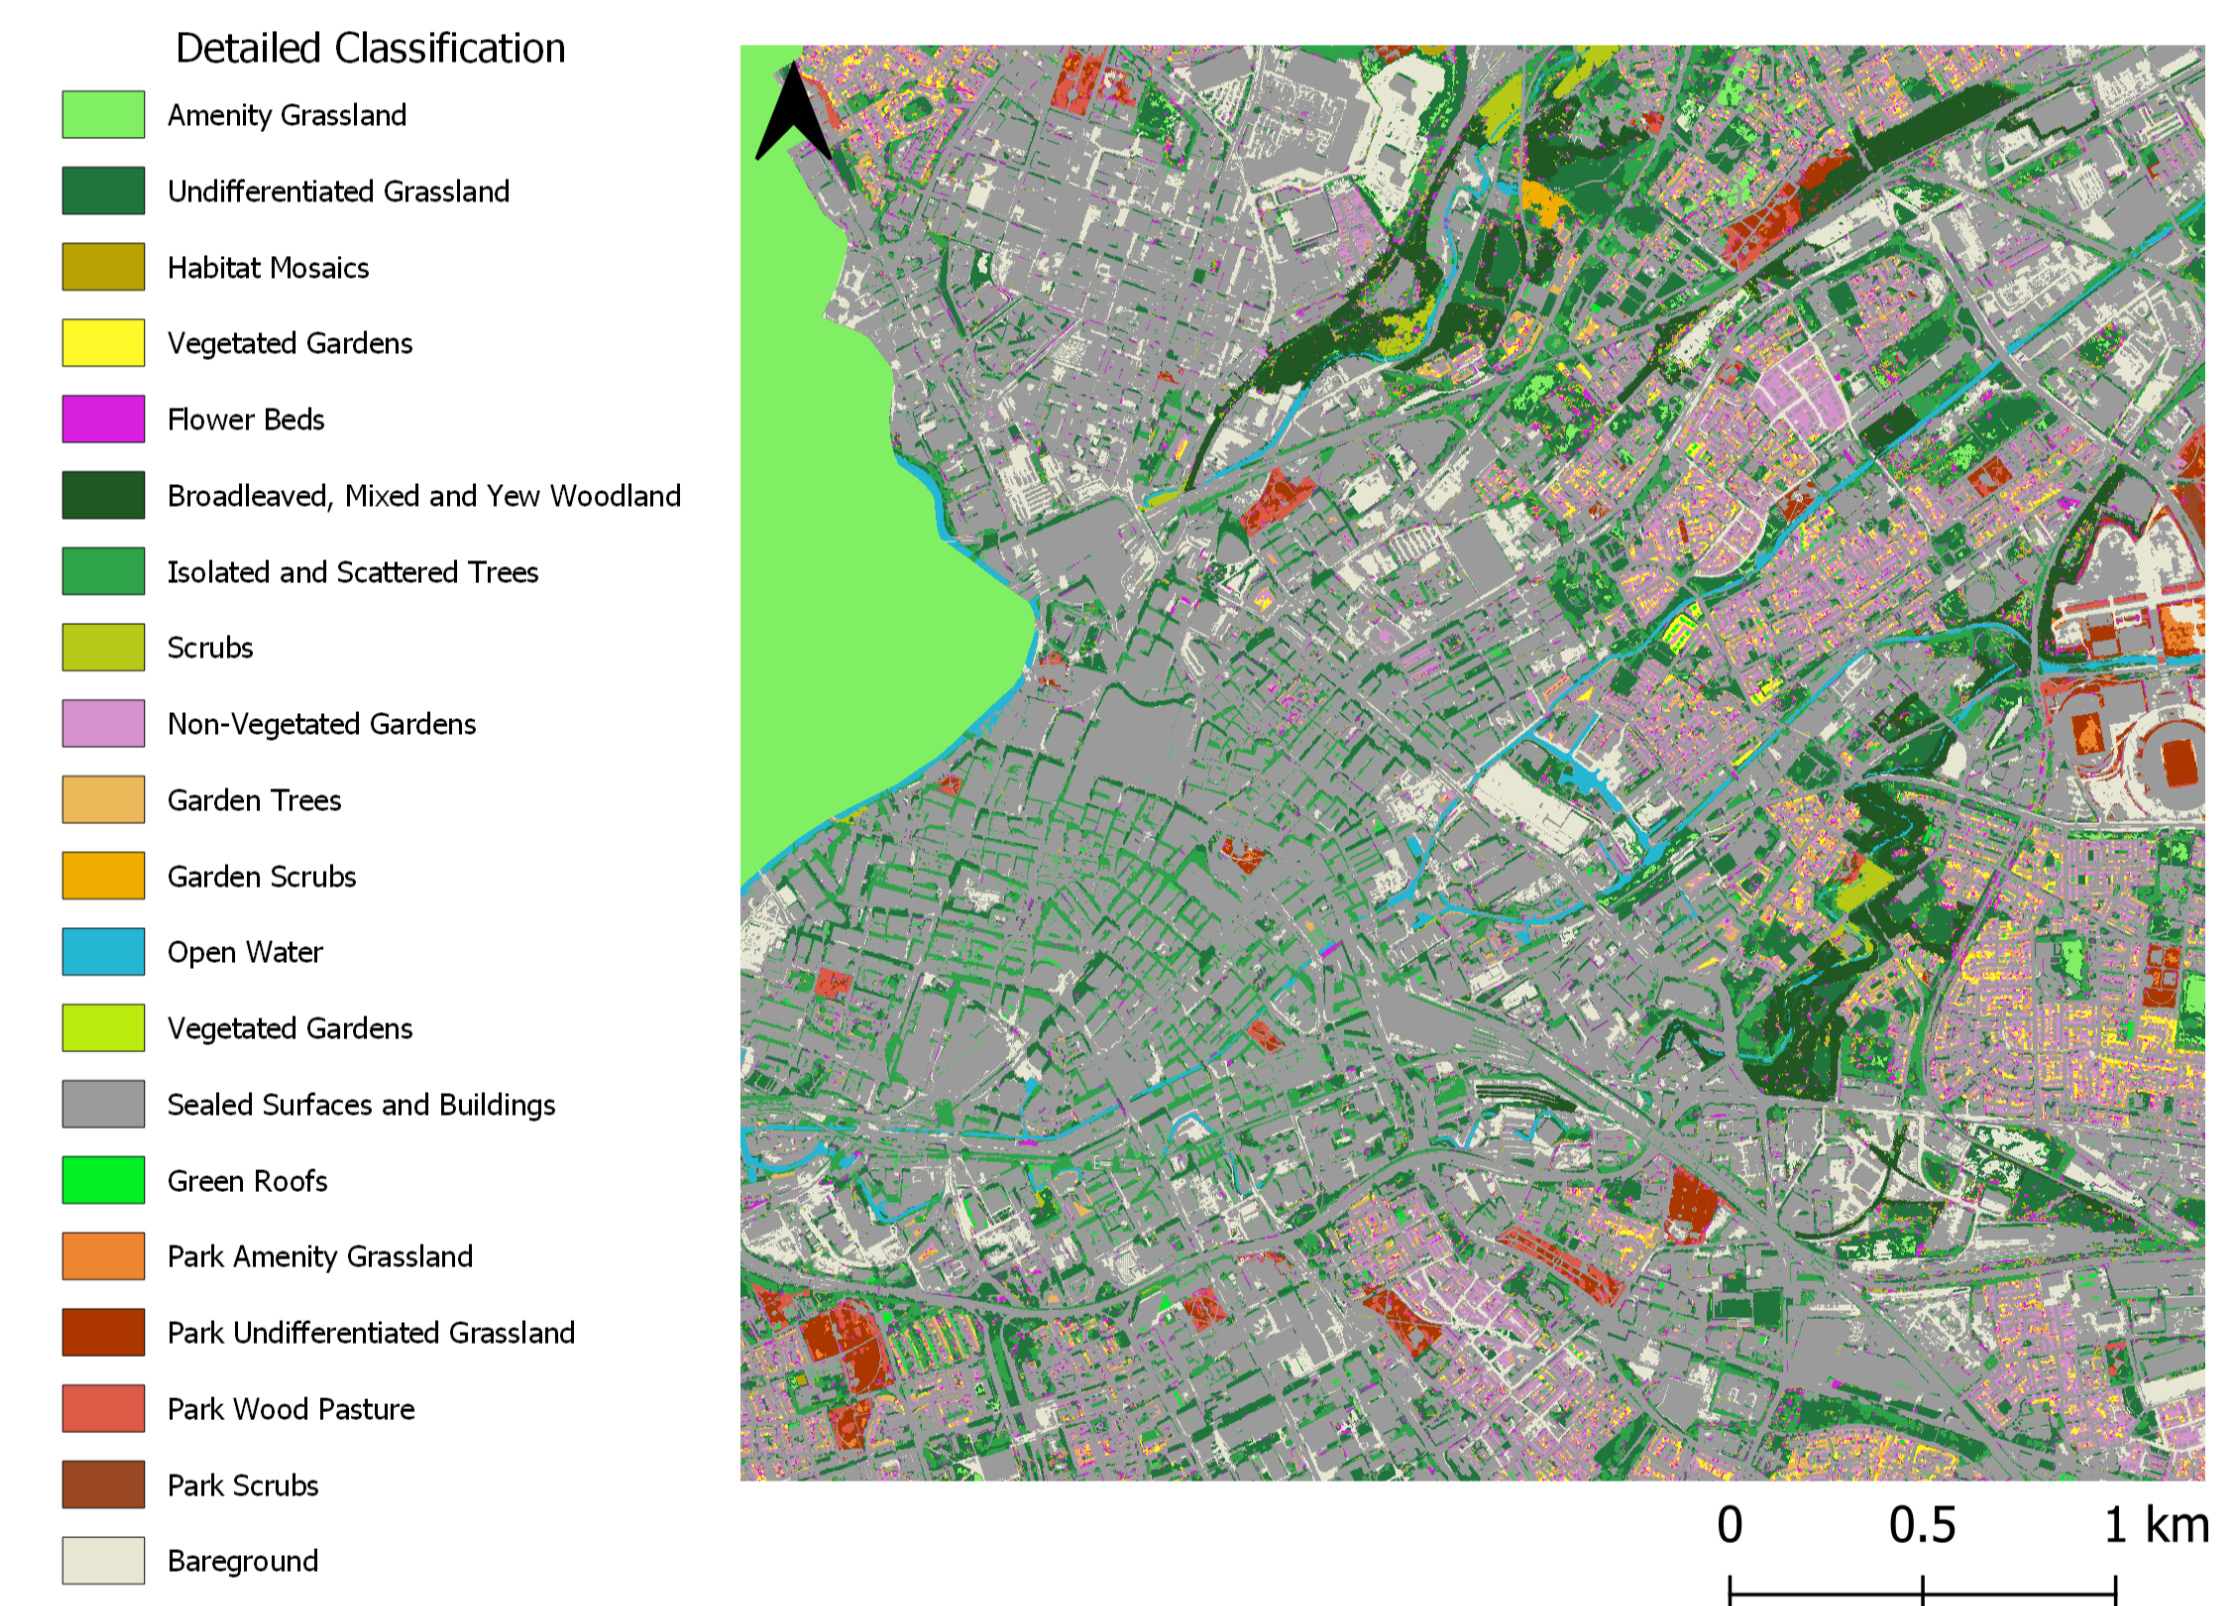 Detailed Classification
Amenity Grassland
Undifferentiated Grassland
Habitat Mosaics
Vegetated Gardens
Flower Beds
Broadleaved, Mixed and Yew Woodland
Isolated and Scattered Trees
Scrubs
Non-Vegetated Gardens
Garden Trees
Garden Scrubs
Open Water
Vegetated Gardens
Sealed Surfaces and Buildings
Green Roofs
Park Amenity Grassland
Park Undifferentiated Grassland
Park Wood Pasture
Park Scrubs
Bareground
0 0.5 1 km